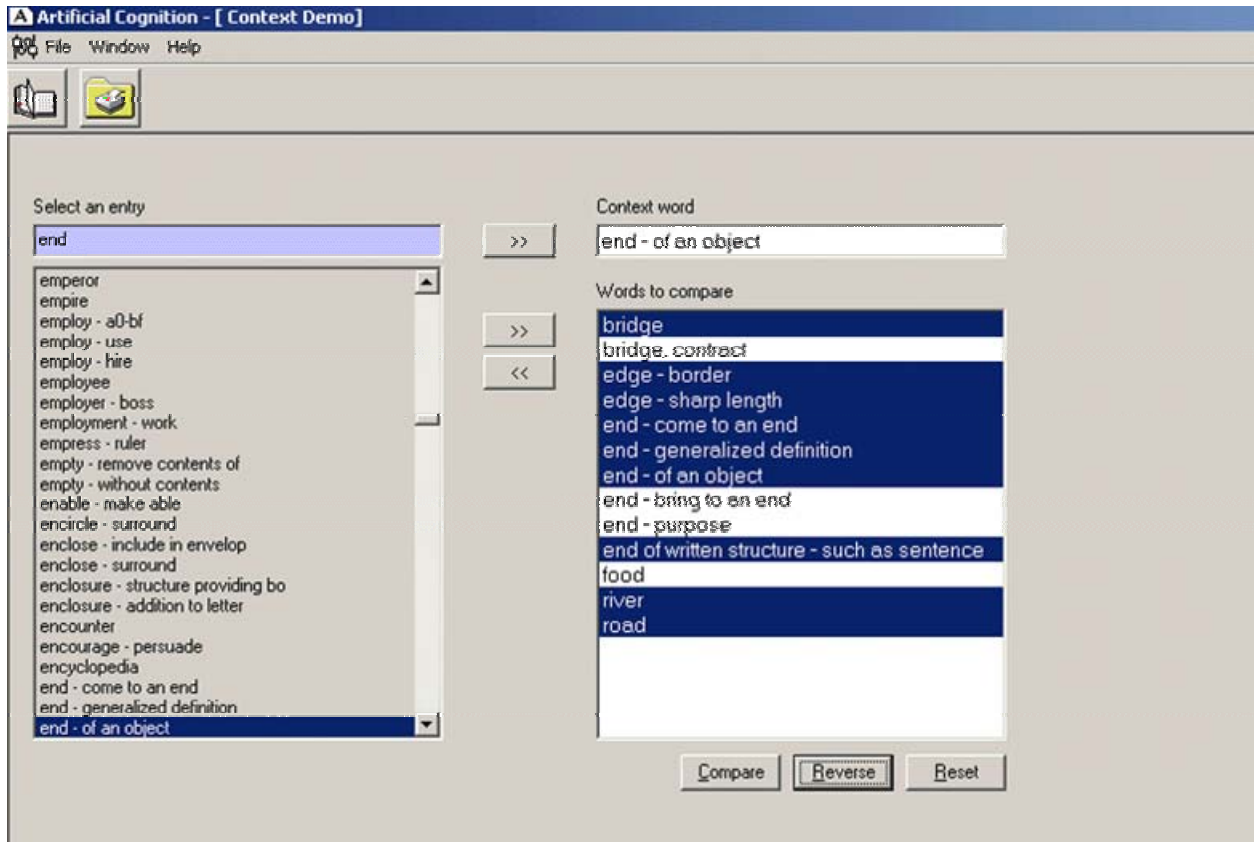 Artificial Cognition - [ Context Demo]
File Window Help
Select an entry
end
emperor
empire
employ - a0-bf
employ - use
employ - hire
employee
employer - boss
employment - work
empress - ruler
empty - remove contents of
empty - without contents
enable - make able
encircle - surround
enclose - include in envelop
enclose - surround
enclosure - structure providing bo
enclosure - addition to letter
encounter
encourage - persuade
encyclopedia
end - come to an end
end - generalized definition
end - of an object
>>
>>
<<
Context word
end - of an object
Words to compare
bridge
bridge, contract
edge - border
edge - sharp length
end - come to an end
end - generalized definition
end - of an object
end - bring to an end
end - purpose
end of written structure - such as sentence
food
river
road
Compare Reverse Reset